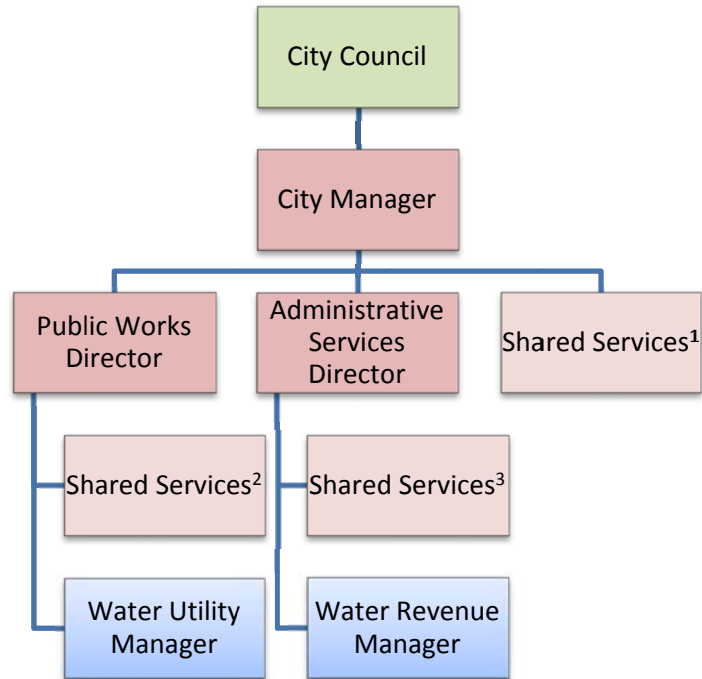 City Council
City Manager
Public Works
Director
Administrative
Services
Director
Shared Services¹
Shared Services²
Shared Services³
Water Utility
Manager
Water Revenue
Manager